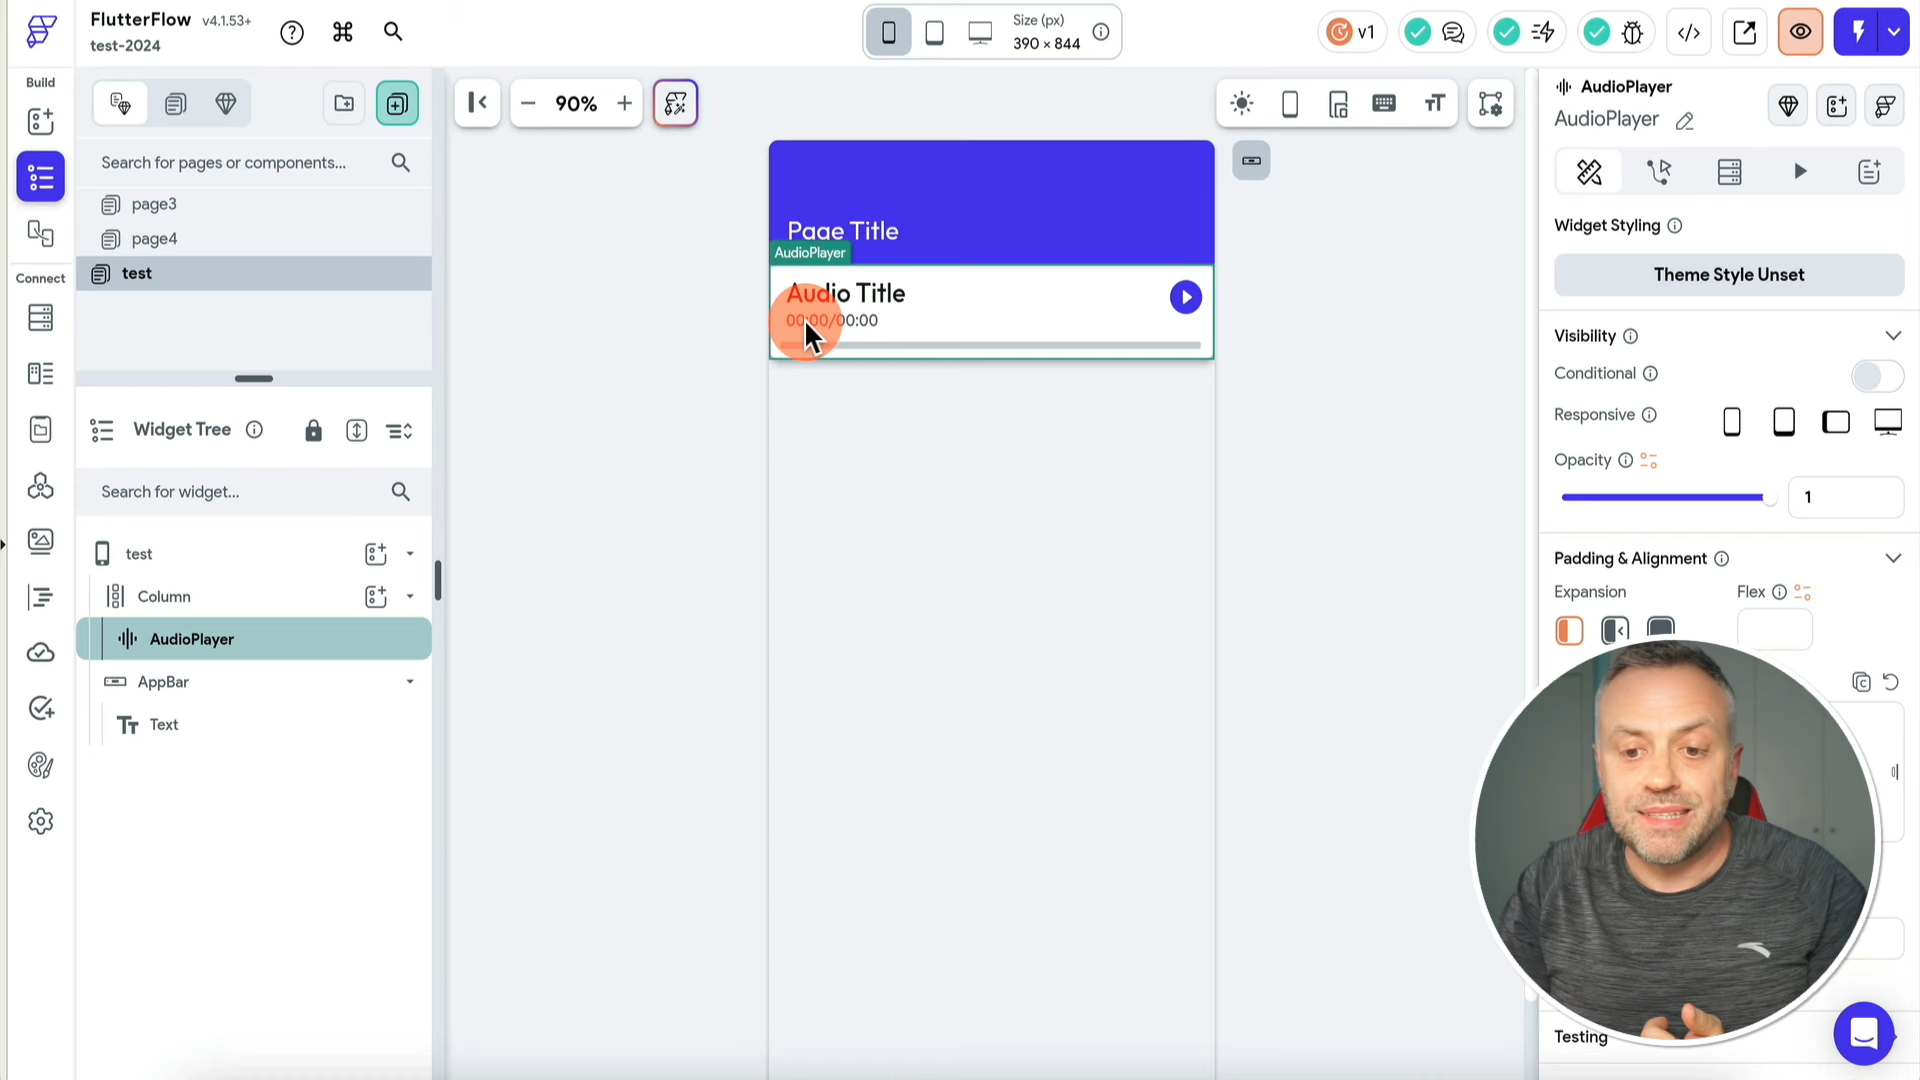 FlutterFlow v4.1.53+
test-2024
Size (px)
390 × 844
v1
Build
Connect
Search for pages or components...
page3
page4
test
Widget Tree
Search for widget...
test
Column
AudioPlayer
AppBar
Text
90%
Page Title
AudioPlayer
Audio Title
00:00/00:00
AudioPlayer
AudioPlayer
Widget Styling
Theme Style Unset
Visibility
Conditional
Responsive
Opacity
1
Padding & Alignment
Expansion
Flex
Testing